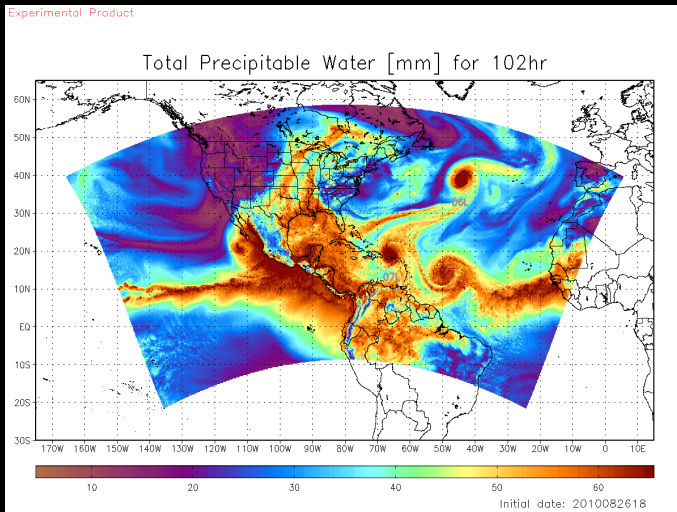 Experimental Product
Total Precipitable Water [mm] for 102hr
60N
50N
40N
30N
20N
10N
EQ
10S
20S
30S
06L
07L
170W 160W 150W 140W 130W 120W 110W 100W 90W 80W 70W 60W 50W 40W 30W 20W 10W 0 10E
10 20 30 40 50 60
Initial date: 2010082618